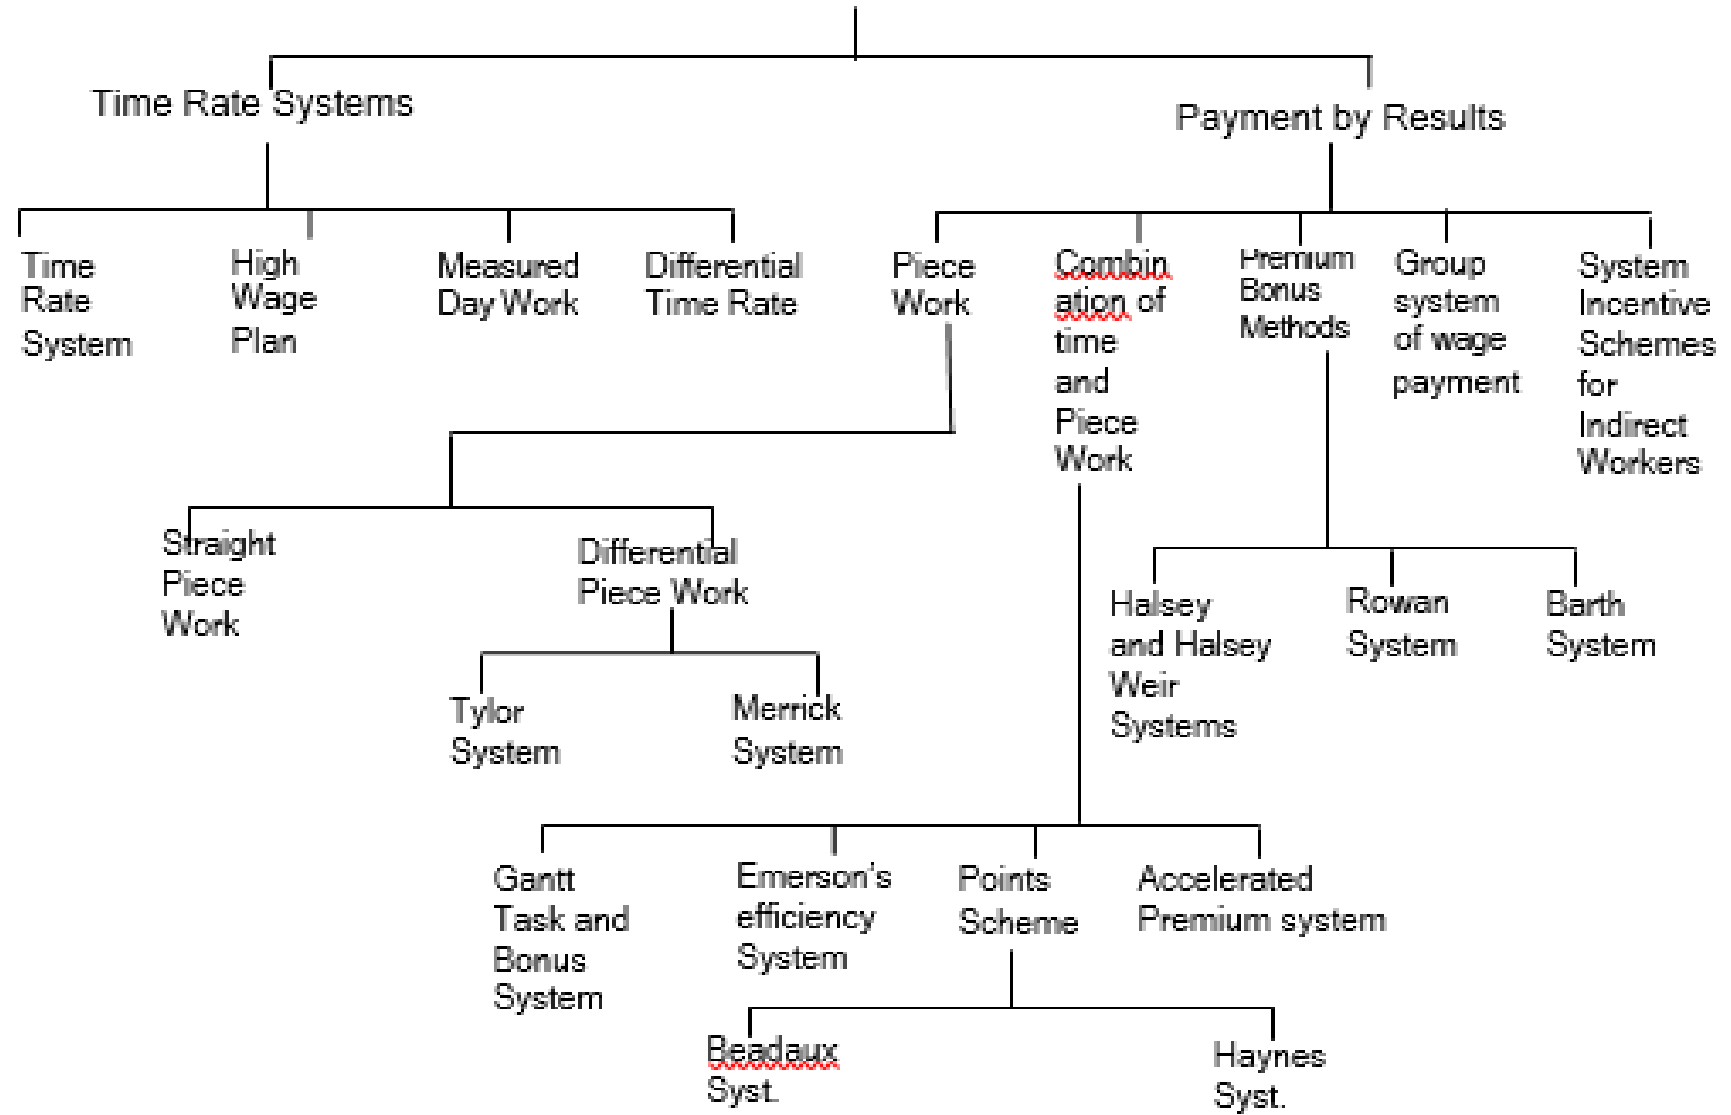 Time Rate Systems
Payment by Results
Time
Rate
System
High
Wage
Plan
Measured
Day Work
Differential
Time Rate
Piece
Work
Combin
ation of
time
and
Piece
Work
Premium
Bonus
Methods
Group
system
of wage
payment
System
Incentive
Schemes
for
Indirect
Workers
Straight
Piece
Work
Differential
Piece Work
Halsey
and Halsey
Weir
Systems
Rowan
System
Barth
System
Tylor
System
Merrick
System
Gantt
Task and
Bonus
System
Emerson's
efficiency
System
Points
Scheme
Accelerated
Premium system
Beadaux
Syst.
Haynes
Syst.